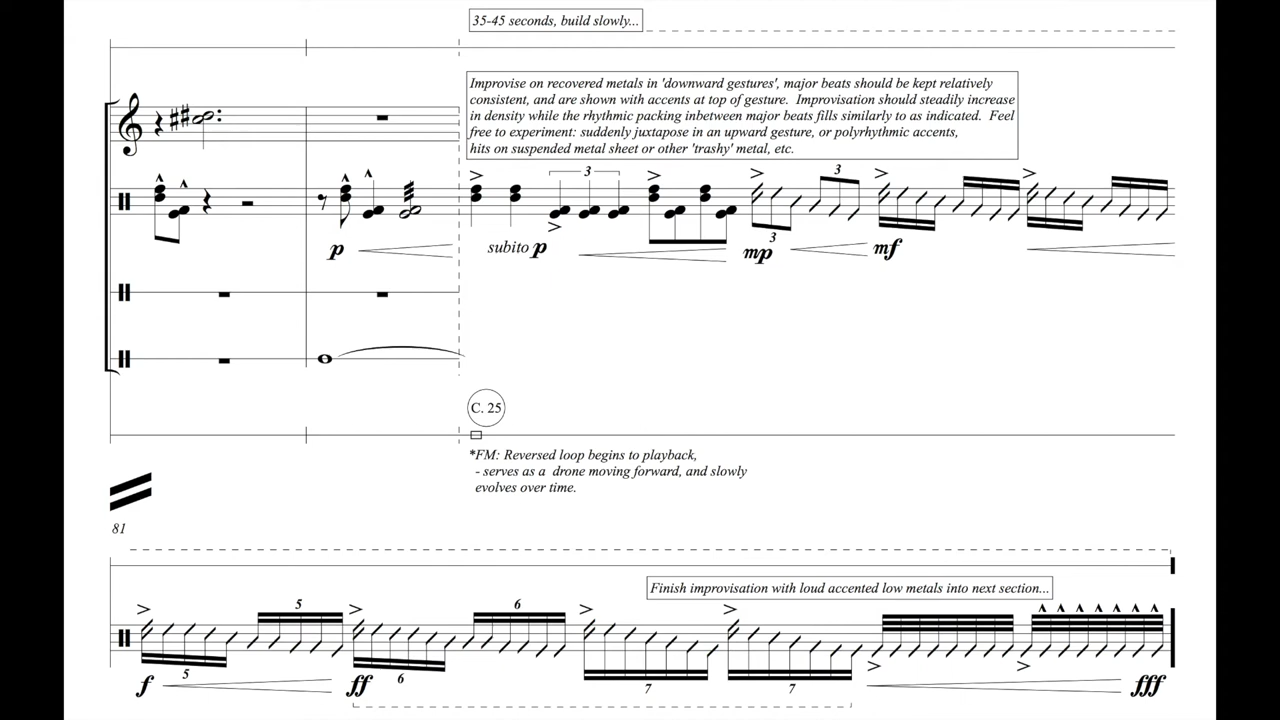 35-45 seconds, build slowly...
Improvise on recovered metals in 'downward gestures', major beats should be kept relatively
consistent, and are shown with accents at top of gesture. Improvisation should steadily increase
in density while the rhythmic packing inbetween major beats fills similarly to as indicated. Feel
free to experiment: suddenly juxtapose in an upward gesture, or polyrhythmic accents,
hits on suspended metal sheet or other 'trashy' metal, etc.
3
3
3
p
subito p
mp
mf
C. 25
*FM: Reversed loop begins to playback,
- serves as a drone moving forward, and slowly
evolves over time.
81
Finish improvisation with loud accented low metals into next section...
5
6
5
6
7
7
f
ff
fff